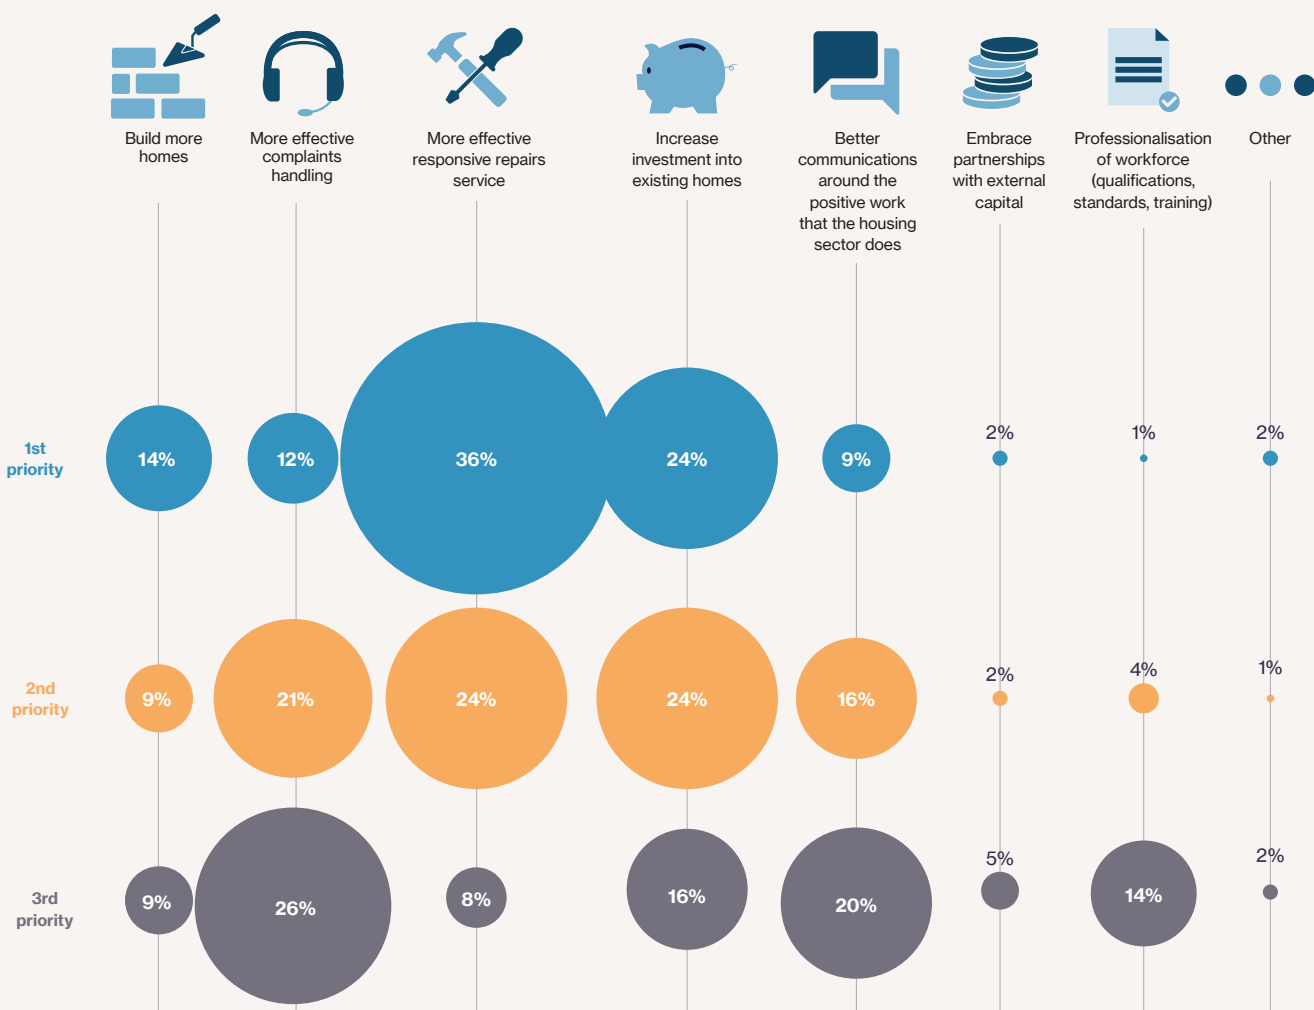 Build more
homes
More effective
complaints
handling
More effective
responsive repairs
service
Increase
investment into
existing homes
Better
communications
around the
positive work
that the housing
sector does
Embrace
partnerships
with external
capital
Professionalisation
of workforce
(qualifications,
standards, training)
Other
1st
priority
14%
12%
36%
24%
9%
2%
1%
2%
2nd
priority
9%
21%
24%
24%
16%
2%
4%
1%
3rd
priority
9%
26%
8%
16%
20%
5%
14%
2%